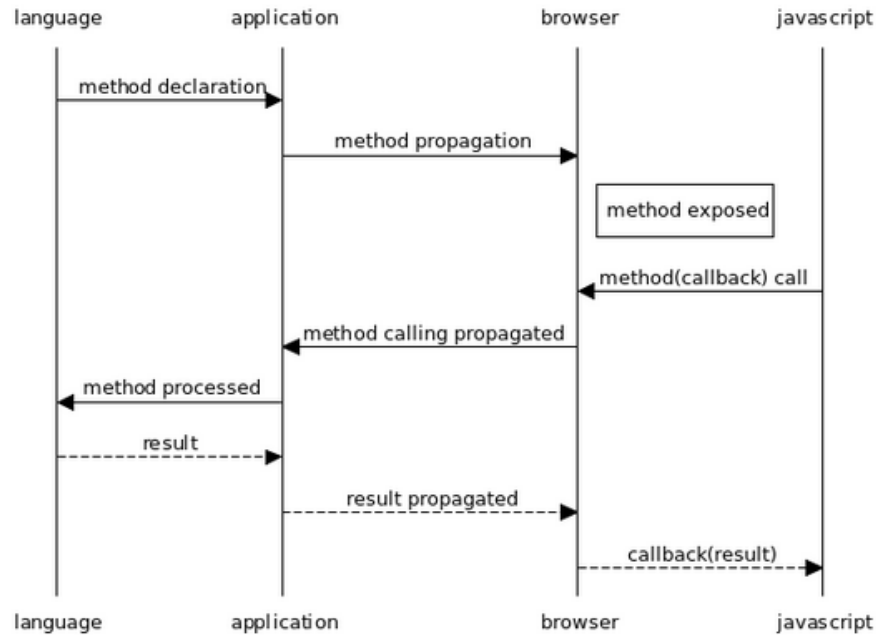 language application browser javascript
method declaration
method propagation
method exposed
method(callback) call
method calling propagated
method processed
result
result propagated
callback(result)
language application browser javascript